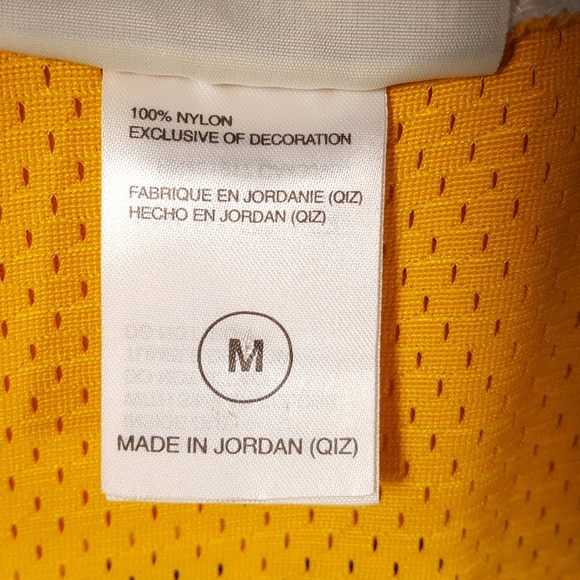 100% NYLON
EXCLUSIVE OF DECORATION
FABRIQUE EN JORDANIE (QIZ)
HECHO EN JORDAN (QIZ)
M
MADE IN JORDAN (QIZ)